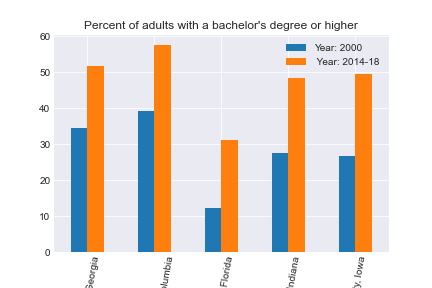 Percent of adults with a bachelor's degree or higher
Year: 2000
Year: 2014-18
60
50
40
30
20
10
0
Georgia
Florida
Indiana
Iowa